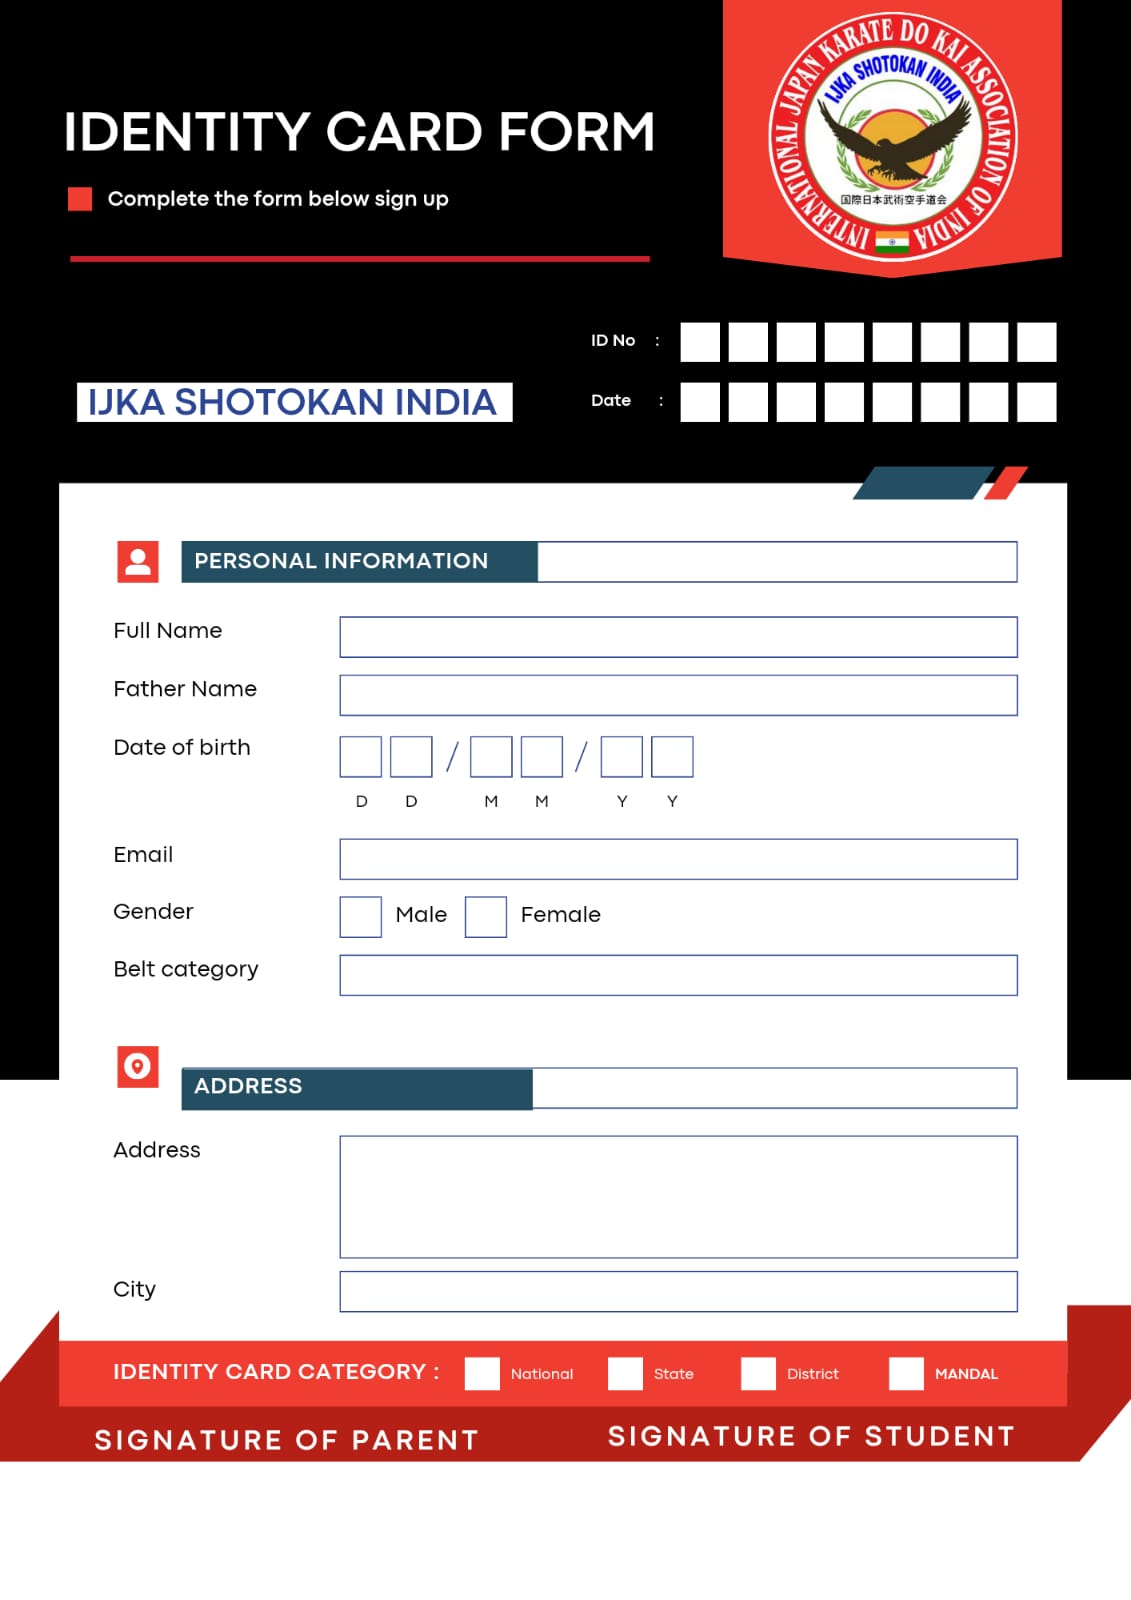 IDENTITY CARD FORM
Complete the form below sign up
INTERNATIONAL JAPAN KARATE DO KAI ASSOCIATION OF INDIA
IJKA SHOTOKAN INDIA
国際日本武術空手道会
ID No :
IJKA SHOTOKAN INDIA
Date :
PERSONAL INFORMATION
Full Name
Father Name
Date of birth / /
D D M M Y Y
Email
Gender Male Female
Belt category
ADDRESS
Address
City
IDENTITY CARD CATEGORY : National State District MANDAL
SIGNATURE OF PARENT SIGNATURE OF STUDENT